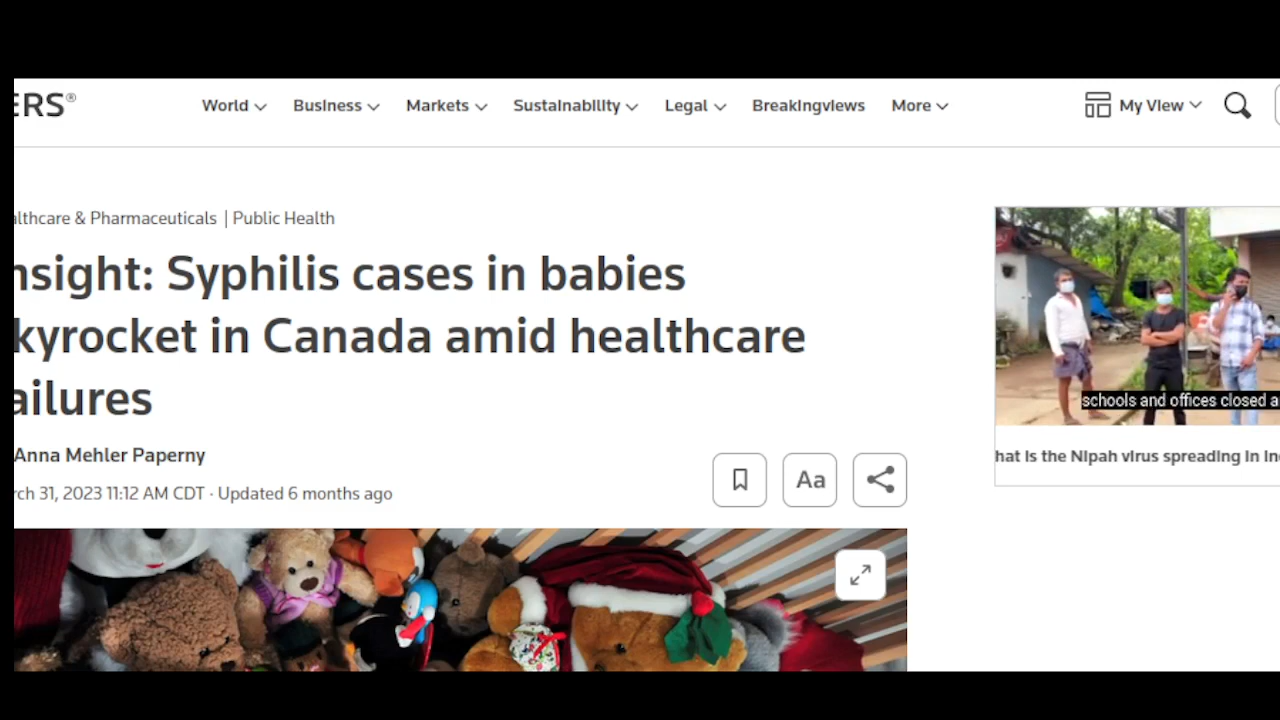 ERS®
World
Business
Markets
Sustainability
Legal
Breakingviews
More
My View
althcare & Pharmaceuticals | Public Health
nsight: Syphilis cases in babies
kyrocket in Canada amid healthcare
ailures
Anna Mehler Paperny
rch 31, 2023 11:12 AM CDT · Updated 6 months ago
Aa
schools and offices closed a
hat is the Nipah virus spreading in In